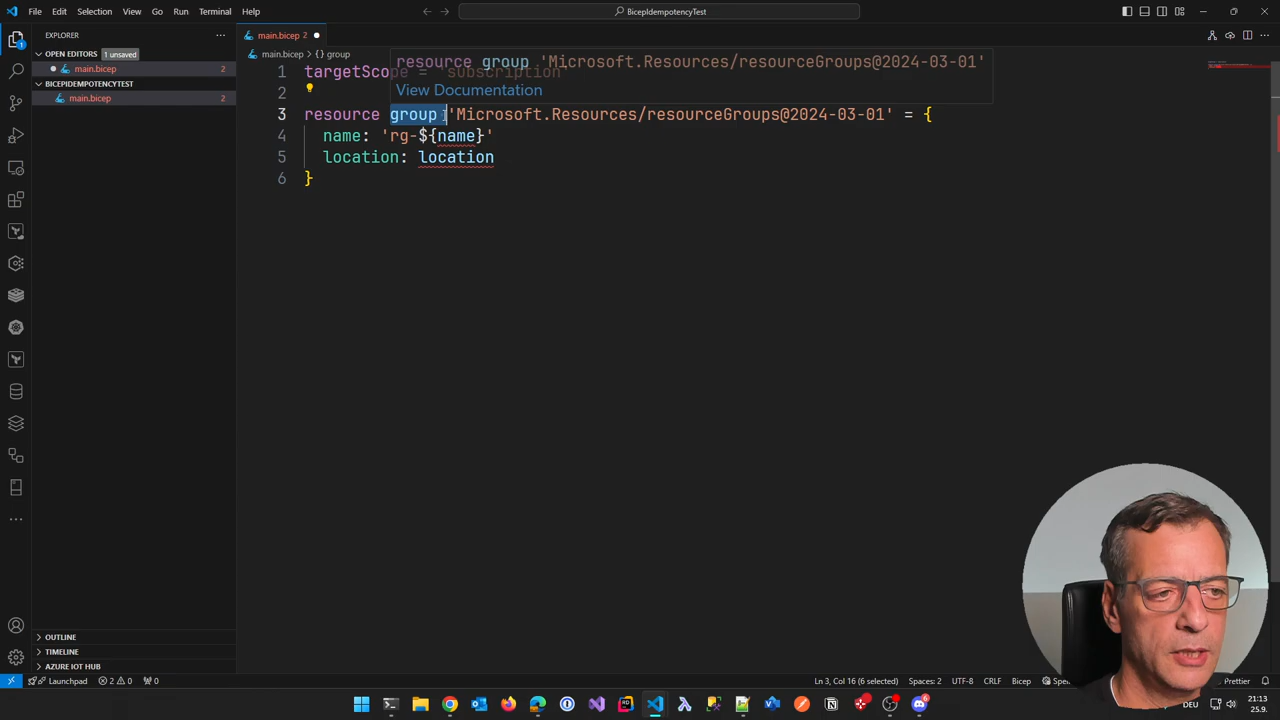 File Edit Selection View Go Run Terminal Help
BicepIdempotencyTest
EXPLORER
OPEN EDITORS 1 unsaved
main.bicep 2
BICEPIDEMPOTENCYTEST
main.bicep 2
OUTLINE
TIMELINE
AZURE IOT HUB
main.bicep 2
main.bicep > {} group
resource group 'Microsoft.Resources/resourceGroups@2024-03-01'
View Documentation
1 targetScope = 'subscription
2
3 resource group 'Microsoft.Resources/resourceGroups@2024-03-01' = {
4 name: 'rg-${name}'
5 location: location
6 }
Launchpad 2 0 0
Ln 3, Col 16 (6 selected) Spaces: 2 UTF-8 CRLF Bicep Prettier
DEU 21:13
25.9.